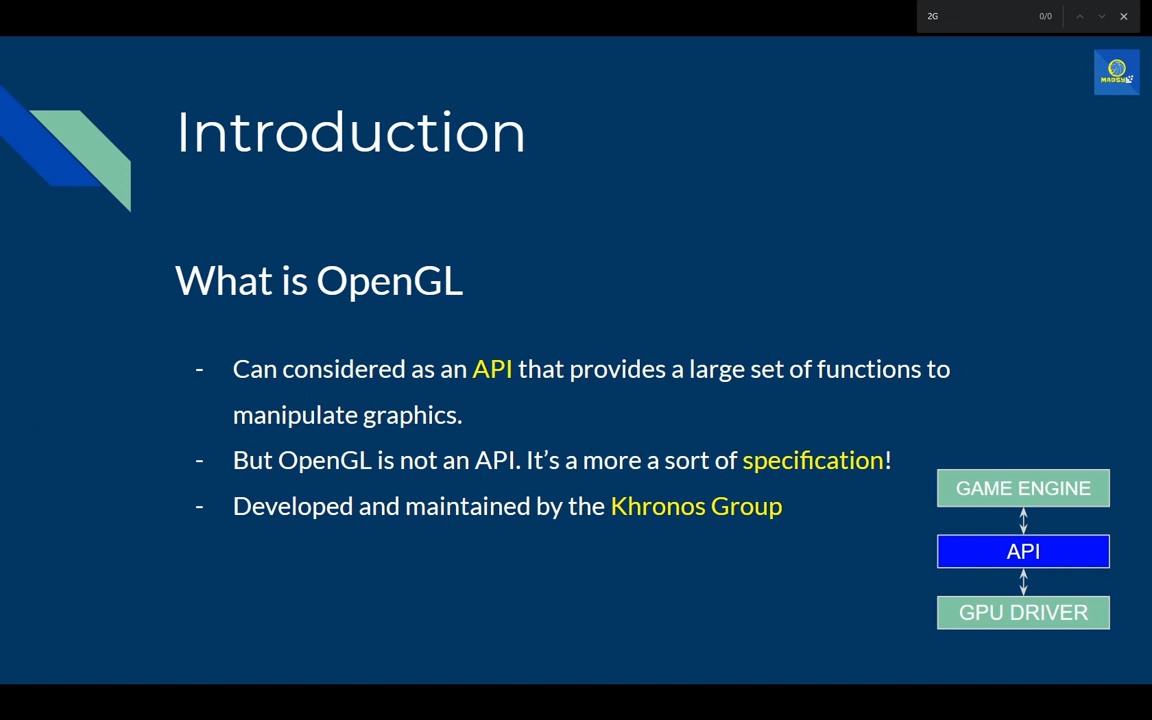 2G
0/0
MADSYCode
Introduction
What is OpenGL
- Can considered as an API that provides a large set of functions to
manipulate graphics.
- But OpenGL is not an API. It’s a more a sort of specification!
- Developed and maintained by the Khronos Group
GAME ENGINE
API
GPU DRIVER